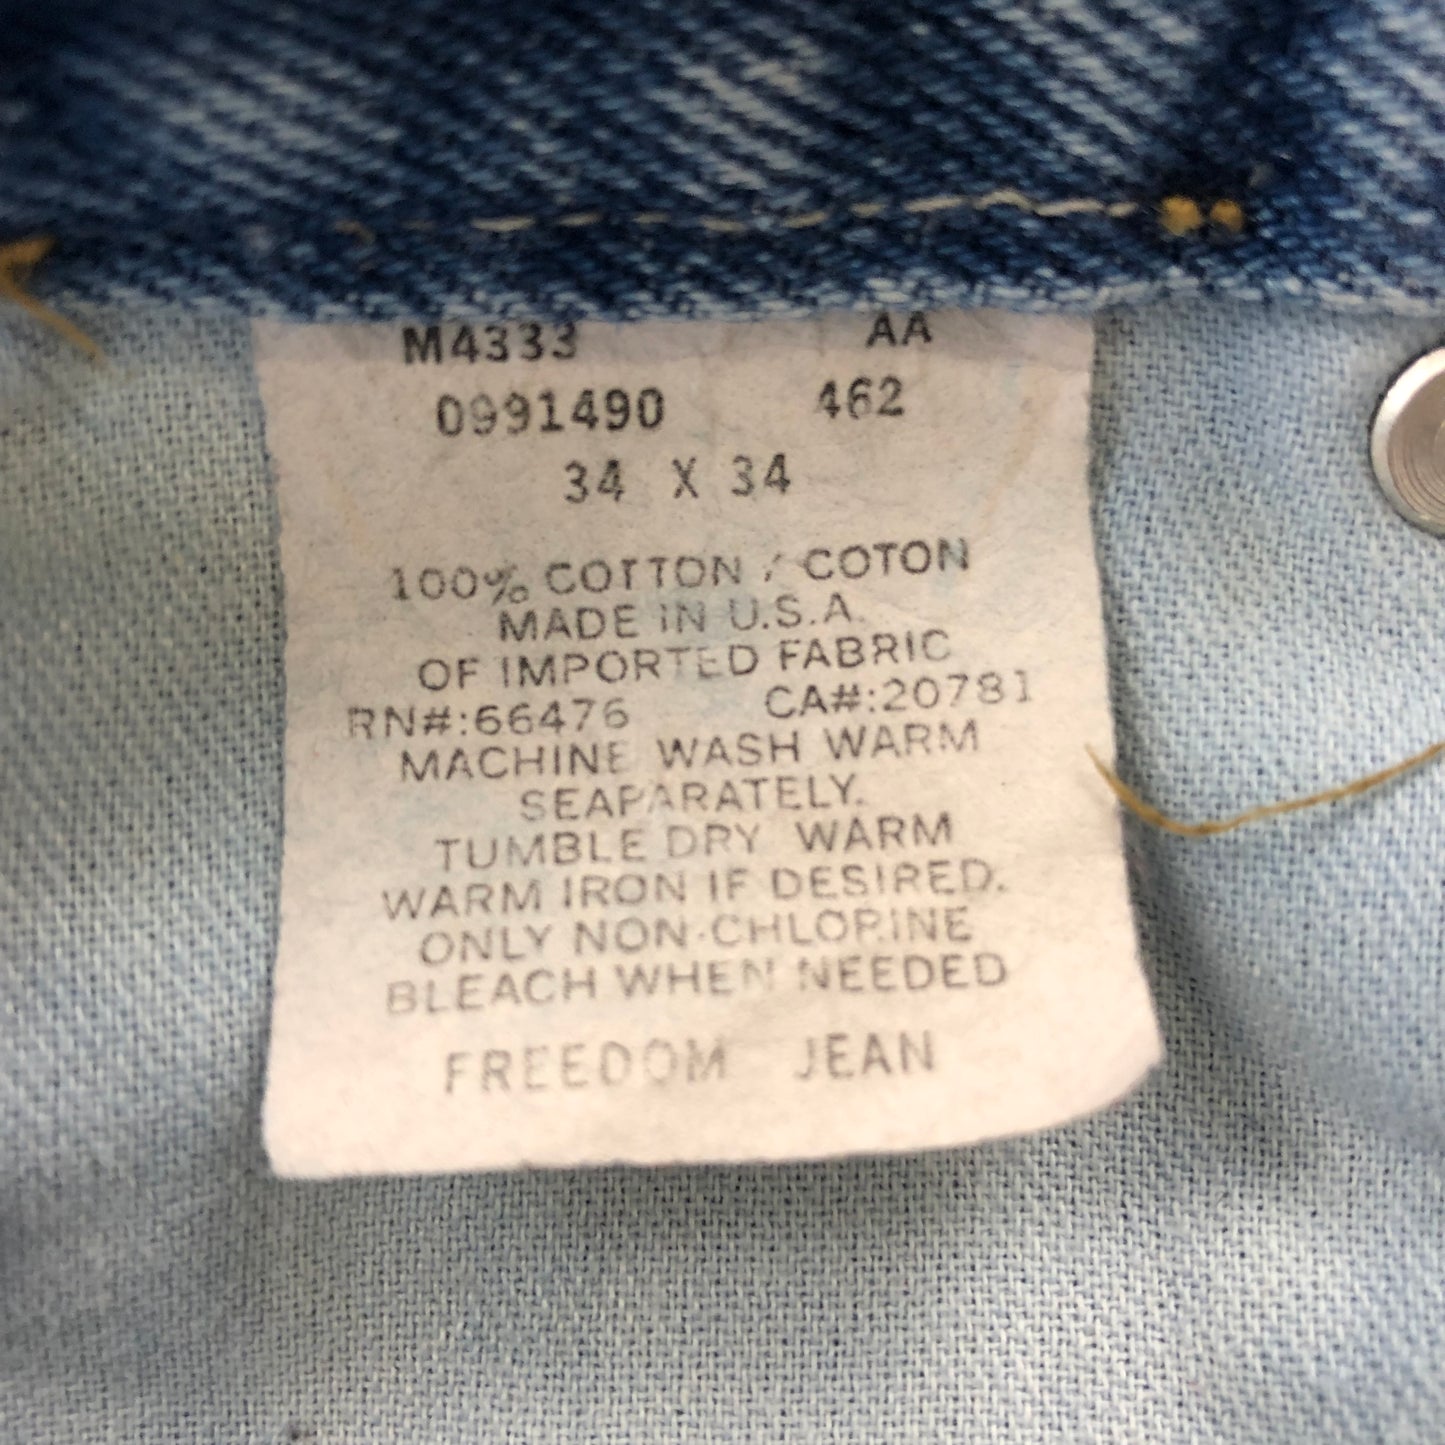 M4333 AA
0991490 462
34 X 34
100% COTTON / COTON
MADE IN U.S.A.
OF IMPORTED FABRIC
RN#:66476 CA#:20781
MACHINE WASH WARM
SEAPARATELY.
TUMBLE DRY WARM
WARM IRON IF DESIRED.
ONLY NON-CHLORINE
BLEACH WHEN NEEDED
FREEDOM JEAN